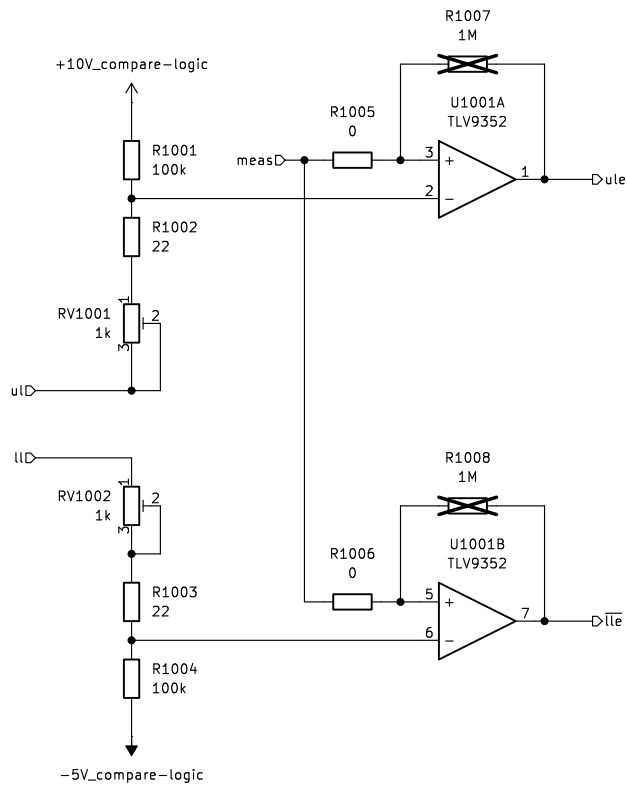 R1007
1M
+10V_compare-logic
U1001A
TLV9352
R1005
0
R1001
100k
meas
3
+
1
ule
2
−
R1002
22
1
RV1001
1k
2
3
ul
ll
R1008
1M
1
RV1002
1k
2
3
U1001B
TLV9352
R1006
0
R1003
22
5
+
7
lle
6
−
R1004
100k
−5V_compare-logic